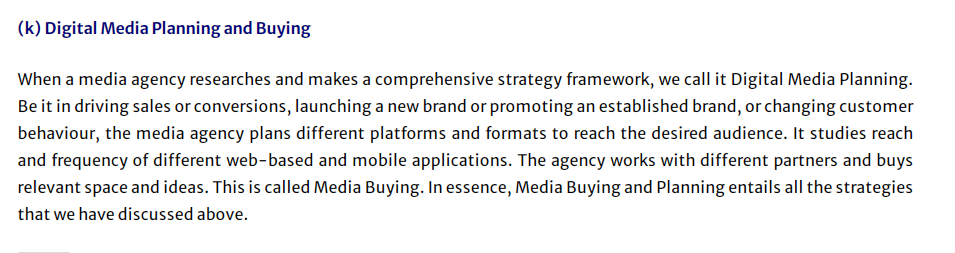 (k) Digital Media Planning and Buying
When a media agency researches and makes a comprehensive strategy framework, we call it Digital Media Planning.
Be it in driving sales or conversions, launching a new brand or promoting an established brand, or changing customer
behaviour, the media agency plans different platforms and formats to reach the desired audience. It studies reach
and frequency of different web-based and mobile applications. The agency works with different partners and buys
relevant space and ideas. This is called Media Buying. In essence, Media Buying and Planning entails all the strategies
that we have discussed above.